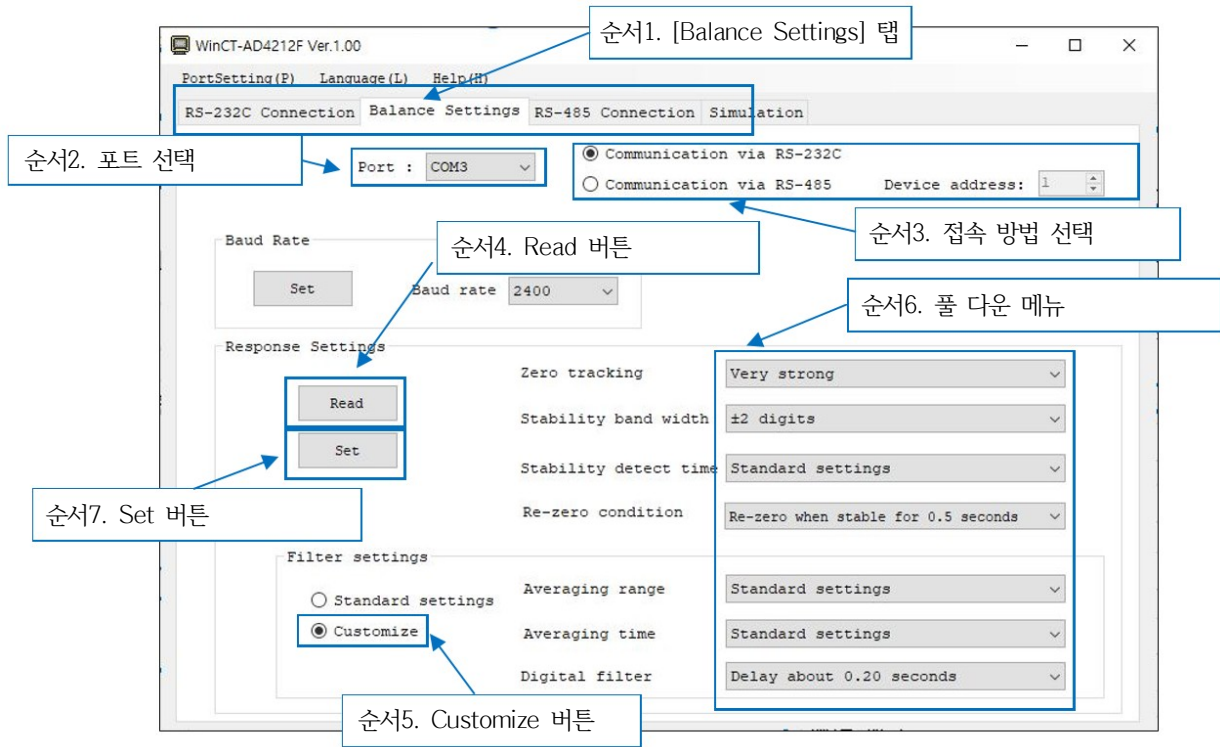 순서1. [Balance Settings] 탭
WinCT-AD4212F Ver.1.00
PortSetting(P) Language(L) Help(H)
RS-232C Connection Balance Settings RS-485 Connection Simulation
순서2. 포트 선택
Port : COM3
Communication via RS-232C
Communication via RS-485 Device address: 1
순서3. 접속 방법 선택
Baud Rate
순서4. Read 버튼
Set Baud rate 2400
순서6. 풀 다운 메뉴
Response Settings
Zero tracking Very strong
Read
Stability band width ±2 digits
Set
Stability detect time Standard settings
순서7. Set 버튼
Re-zero condition Re-zero when stable for 0.5 seconds
Filter settings
Standard settings
Averaging range Standard settings
Customize
Averaging time Standard settings
Digital filter Delay about 0.20 seconds
순서5. Customize 버튼